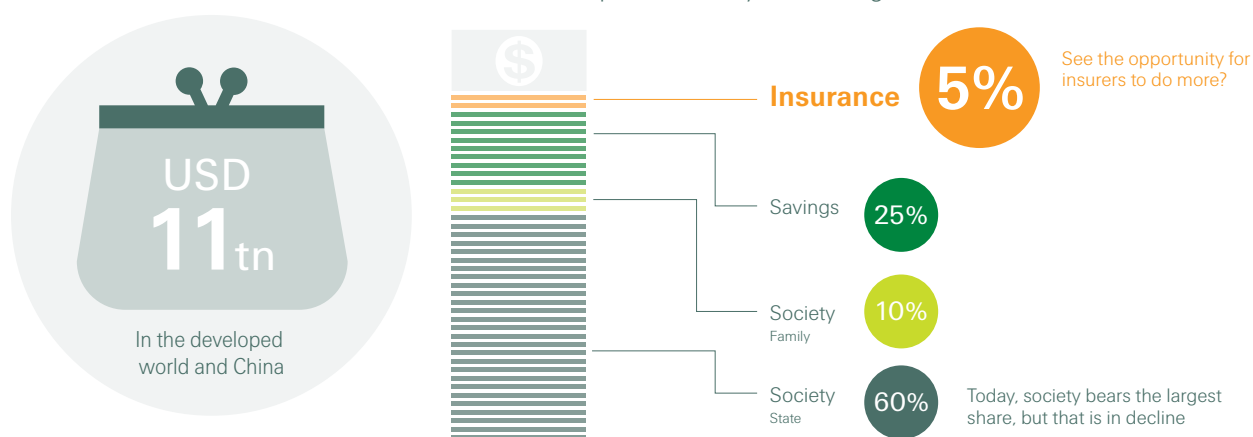 USD
11tn
In the developed
world and China
$
Insurance
5%
See the opportunity for
insurers to do more?
Savings
25%
Society
Family
10%
Society
State
60%
Today, society bears the largest
share, but that is in decline